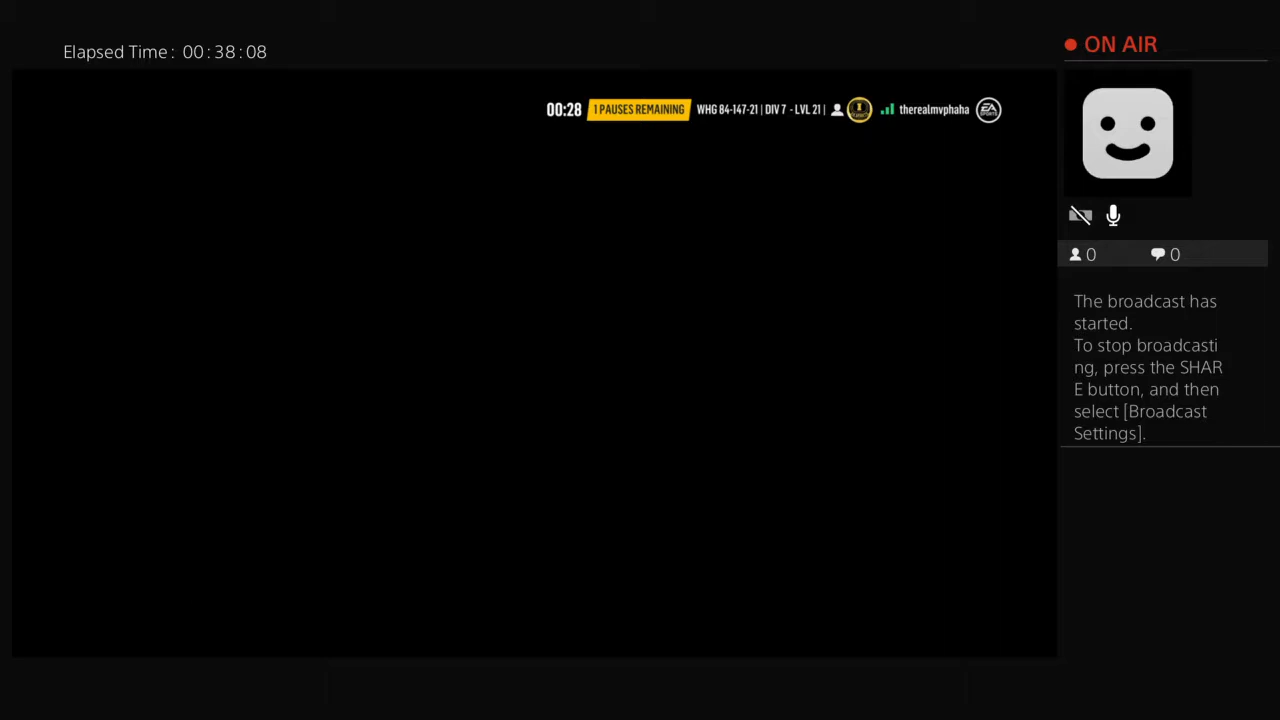 Elapsed Time: 00:38:08
ON AIR
00:28 1 PAUSES REMAINING WHG 84-147-21 | DIV 7 - LVL 21 | therealmvphaha EA SPORTS
0 0
The broadcast has
started.
To stop broadcasti
ng, press the SHAR
E button, and then
select [Broadcast
Settings].